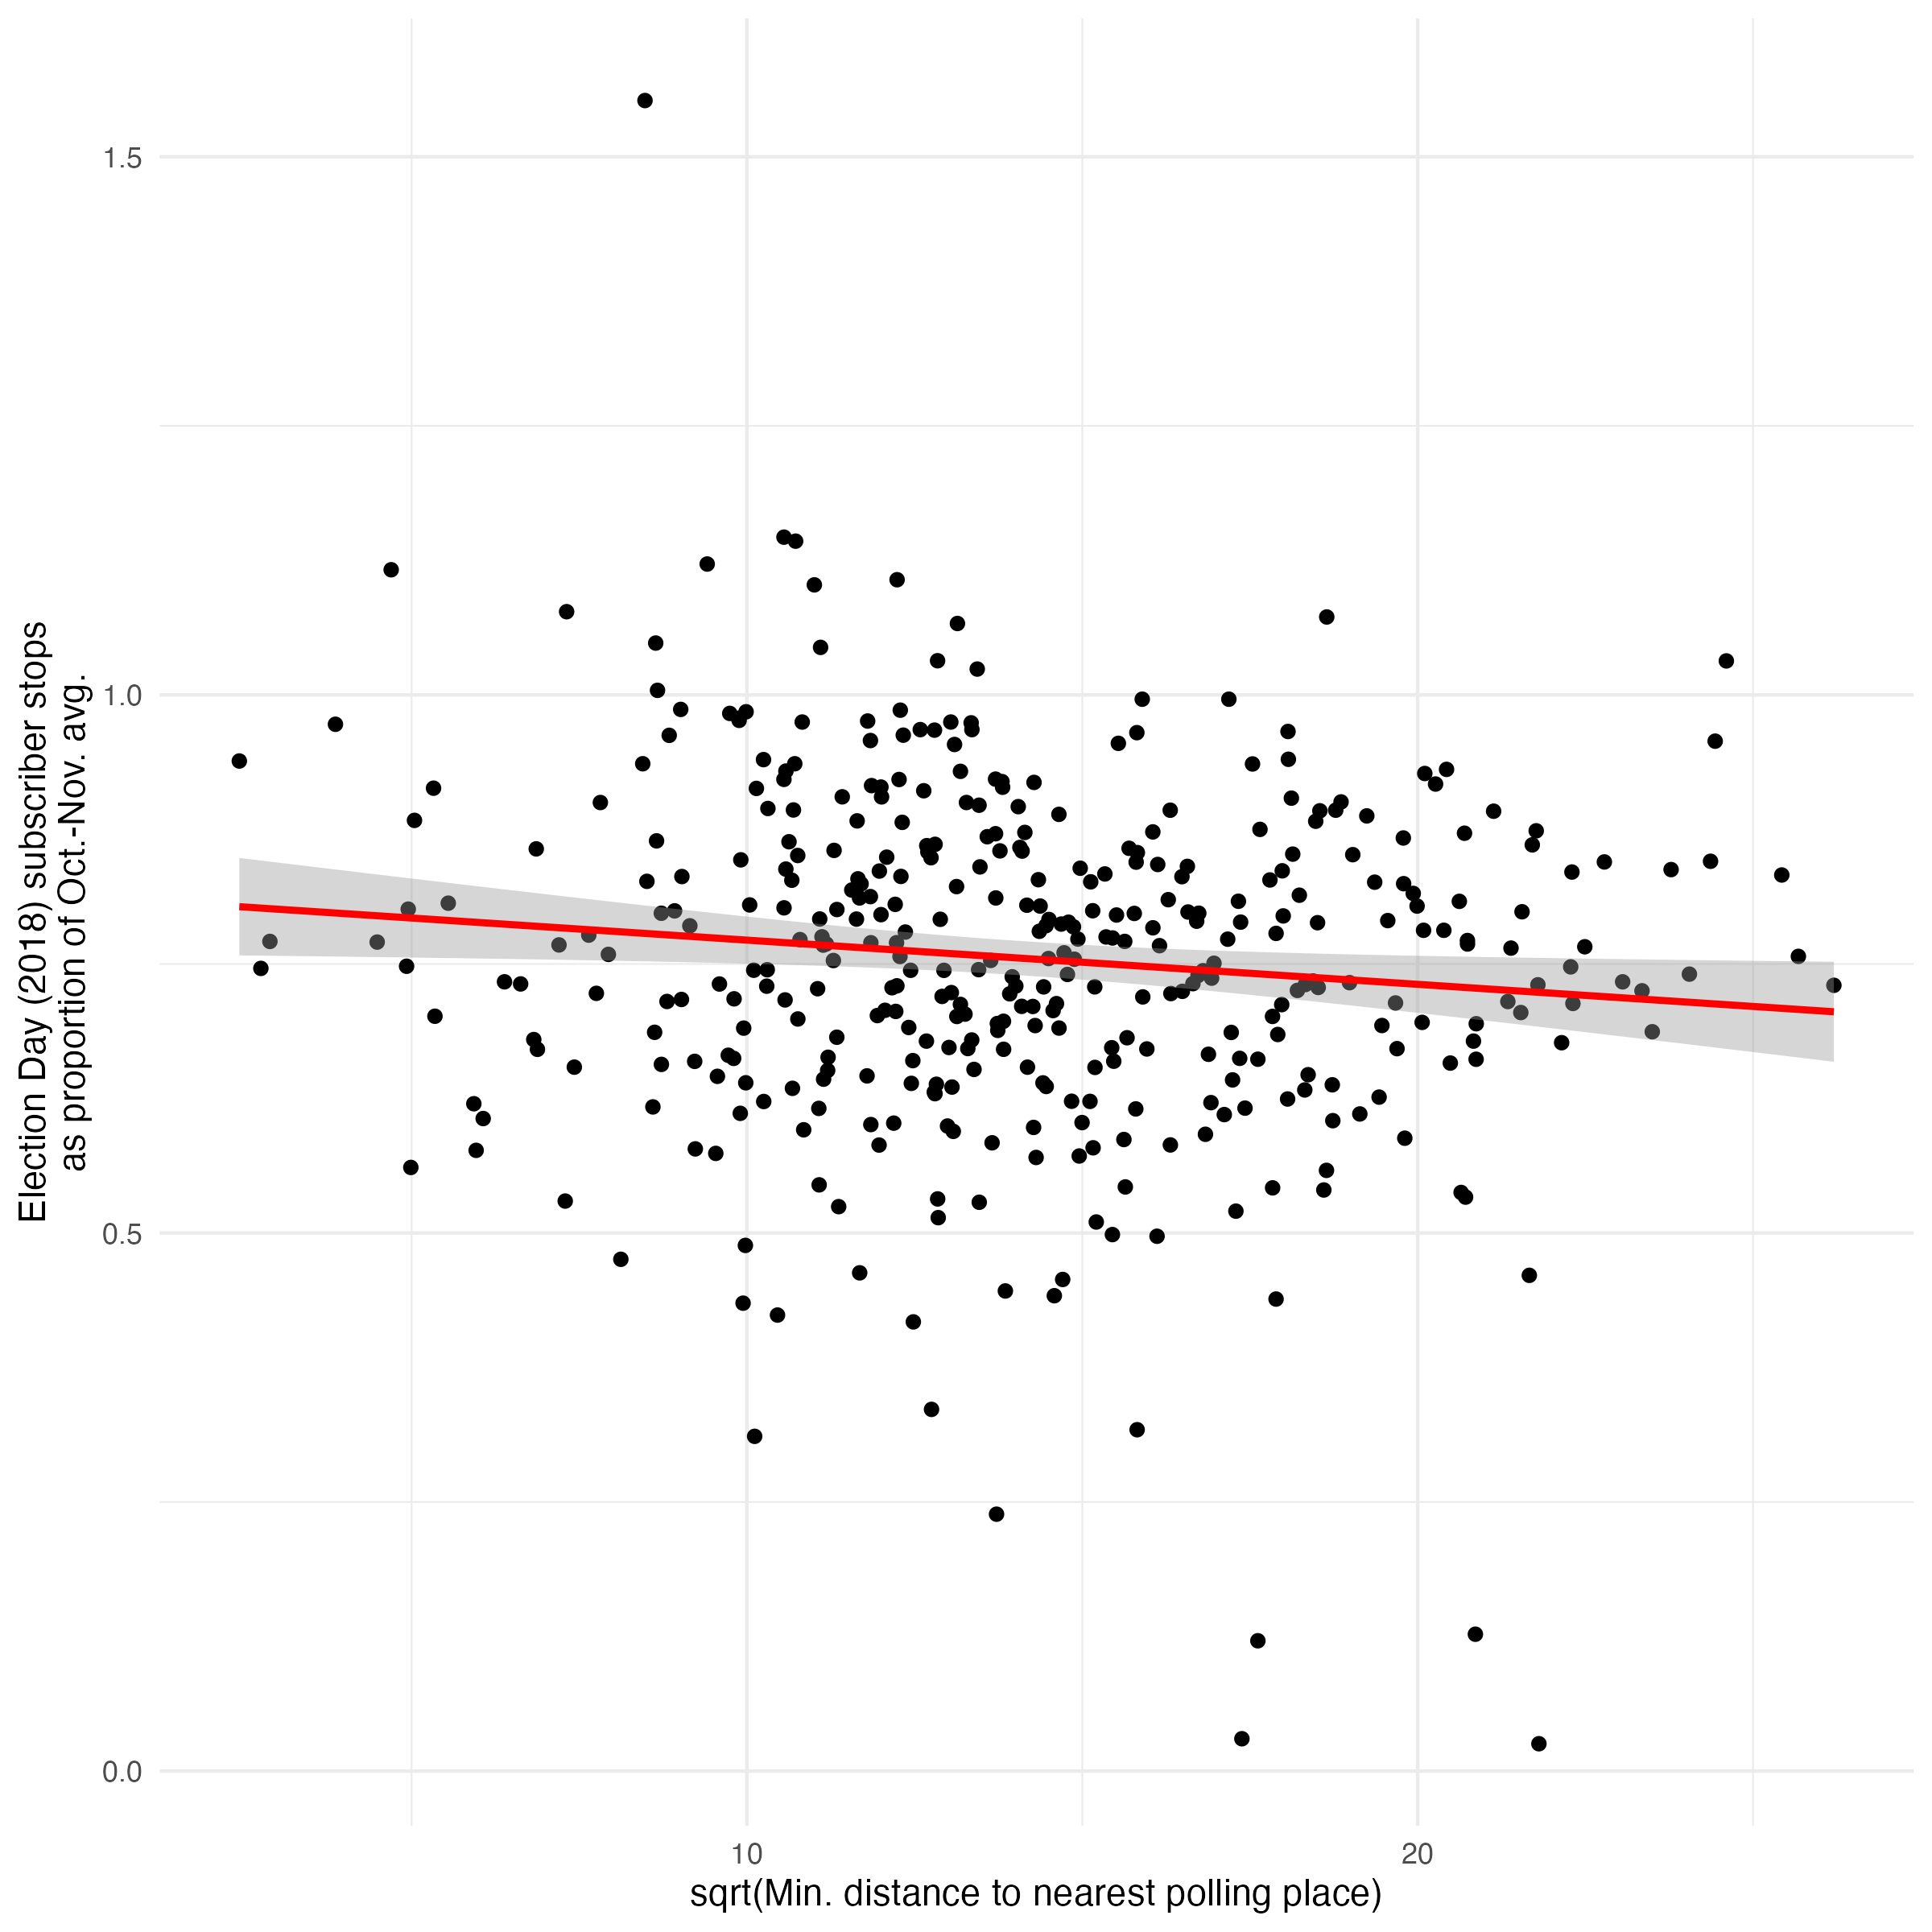 Election Day (2018) subscriber stops
as proportion of Oct.-Nov. avg.
1.5
1.0
0.5
0.0
10
20
sqrt(Min. distance to nearest polling place)